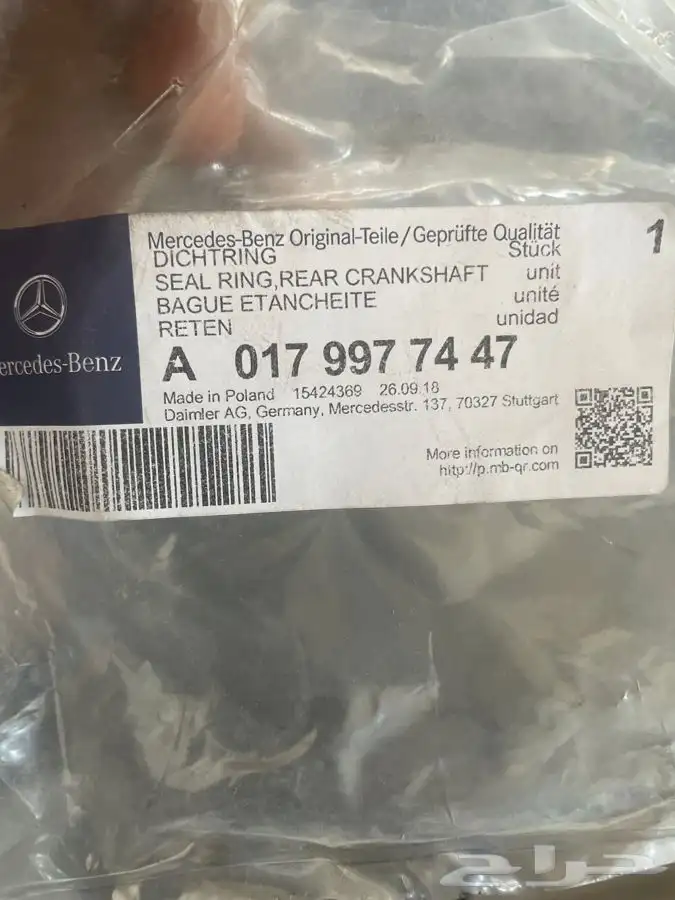 Mercedes-Benz Original-Teile/Geprüfte Qualität
1
DICHTRING Stück
SEAL RING,REAR CRANKSHAFT unit
BAGUE ETANCHEITE unité
RETEN unidad
ercedes-Benz
A 017 997 74 47
Made in Poland 15424369 26.09.18
Daimler AG, Germany, Mercedesstr. 137, 70327 Stuttgart
More information on
http://p.mb-qr.com
حراج